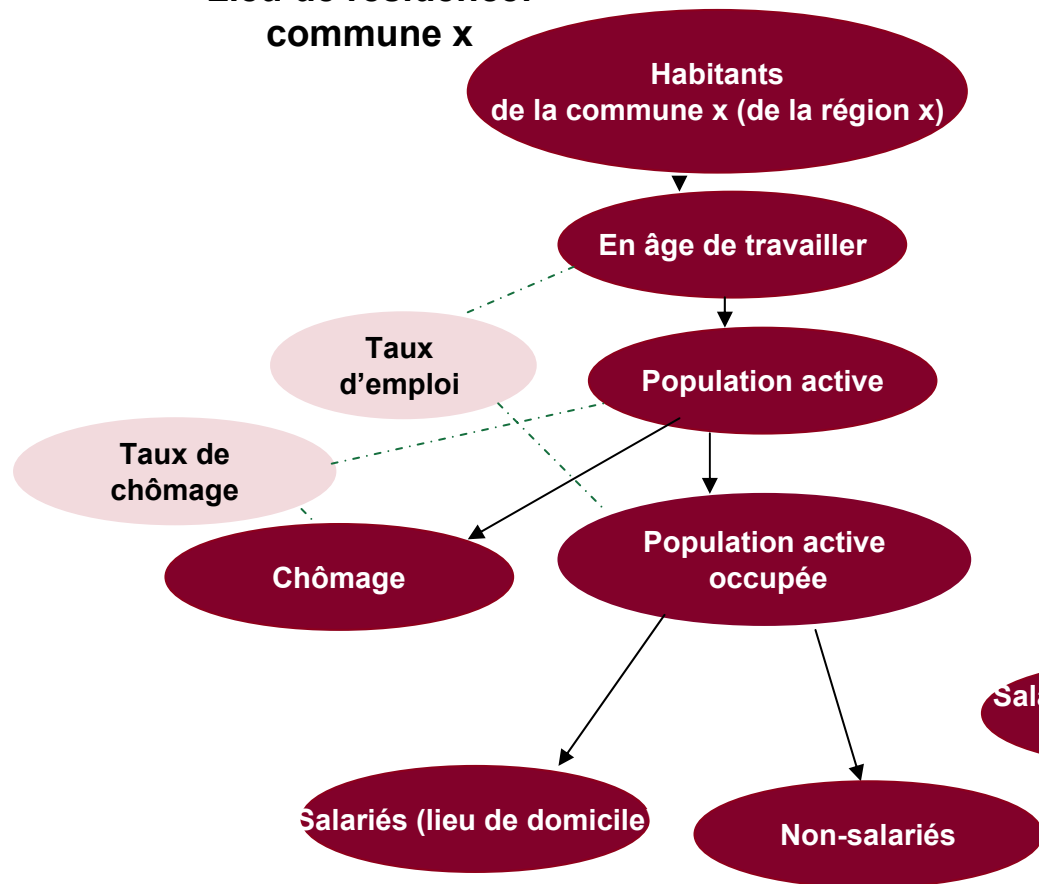 commune x
Habitants
de la commune x (de la région x)
En âge de travailler
Taux
d'emploi
Population active
Taux de
chômage
Population active
occupée
Chômage
Salariés (lieu de domicile
Non-salariés